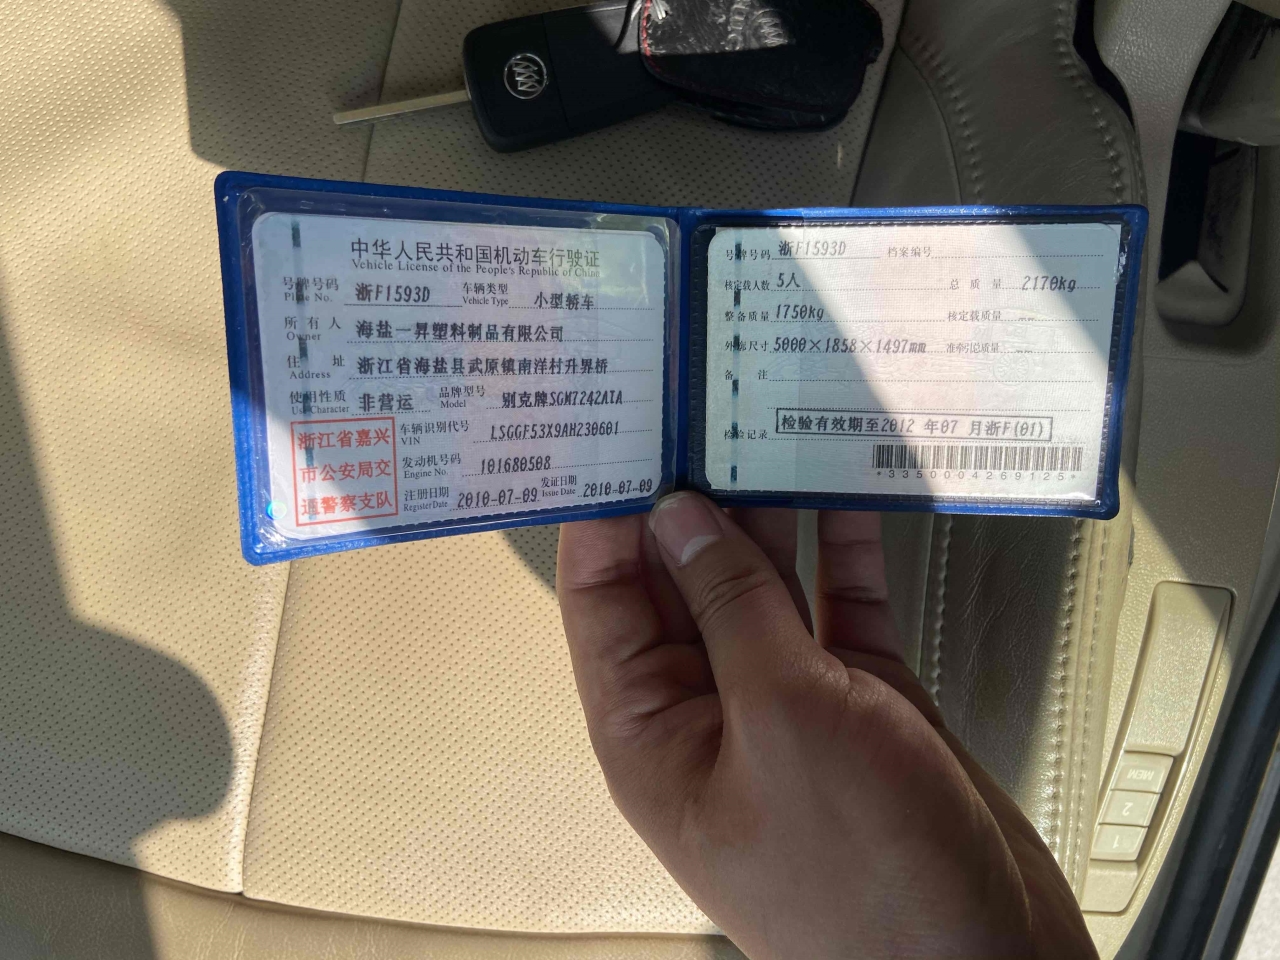 中华人民共和国机动车行驶证
Vehicle License of the People's Republic of China
号牌号码 浙F1593D 车辆类型 小型轿车
Plate No. Vehicle Type
所有人 海盐一昇塑料制品有限公司
Owner
住址 浙江省海盐县武原镇南洋村升界桥
Address
使用性质 非营运 品牌型号 别克牌SGM7242ATA
Use Character Model
浙江省嘉兴
市公安局交
通警察支队
车辆识别代号 LSGGF53X9AH230601
VIN
发动机号码 101680508
Engine No.
注册日期 2010-07-09 发证日期 2010-07-09
Register Date Issue Date
号牌号码 浙F1593D 档案编号
核定载人数 5人 总质量 2170kg
整备质量 1750kg 核定载质量 --
外廓尺寸 5000×1858×1497mm 准牵引总质量 --
备注
检验记录 检验有效期至2012年07月浙F(01)
*3350004269125*
MEM
2
1